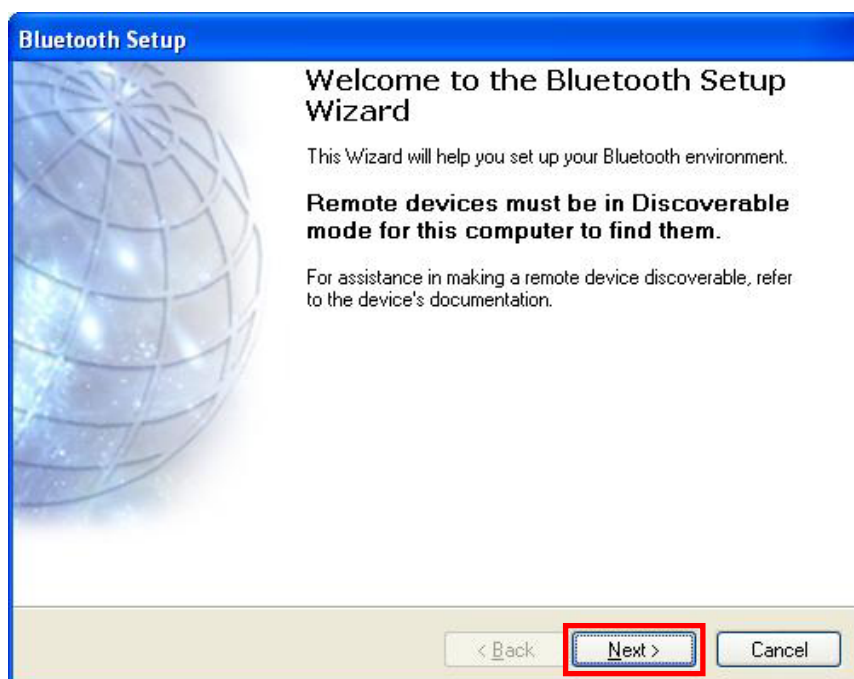 Bluetooth Setup
Welcome to the Bluetooth Setup
Wizard
This Wizard will help you set up your Bluetooth environment.
Remote devices must be in Discoverable
mode for this computer to find them.
For assistance in making a remote device discoverable, refer
to the device's documentation.
< Back
Next >
Cancel